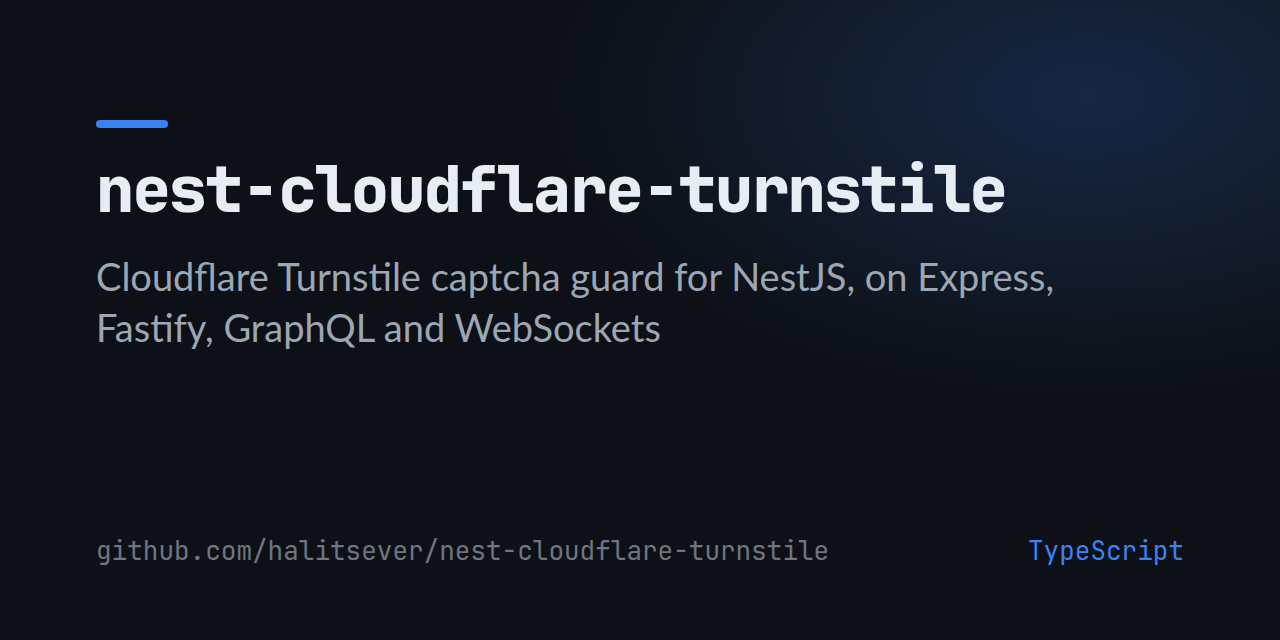 nest-cloudflare-turnstile
Cloudflare Turnstile captcha guard for NestJS, on Express,
Fastify, GraphQL and WebSockets
github.com/halitsever/nest-cloudflare-turnstile
TypeScript